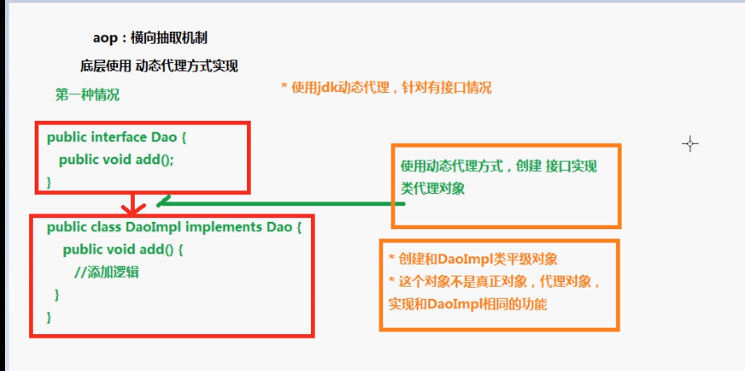 aop：横向抽取机制
底层使用 动态代理方式实现
第一种情况
* 使用jdk动态代理，针对有接口情况
public interface Dao {
public void add();
}
使用动态代理方式，创建 接口实现
类代理对象
public class DaoImpl implements Dao {
public void add() {
//添加逻辑
}
}
* 创建和DaoImpl类平级对象
* 这个对象不是真正对象，代理对象，
实现和DaoImpl相同的功能